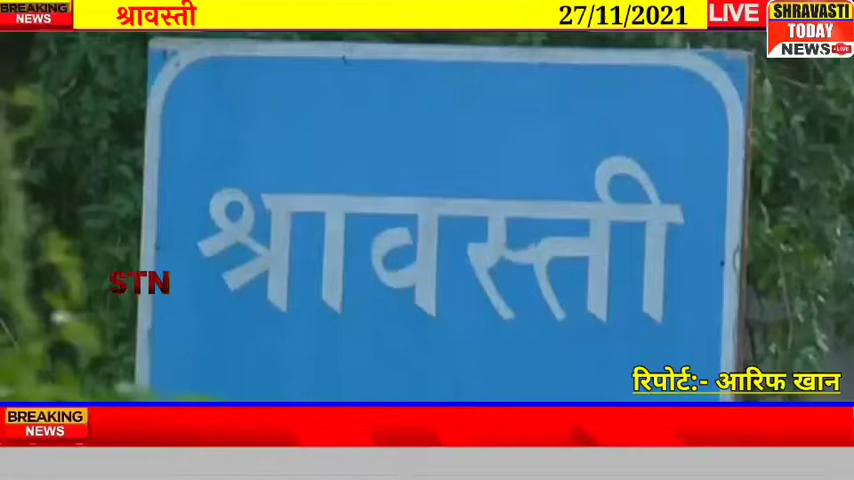 BREAKING
NEWS
श्रावस्ती
27/11/2021
LIVE
SHRAVASTI
TODAY
NEWS LIVE
श्रावस्ती
STN
रिपोर्ट:- आरिफ खान
BREAKING
NEWS